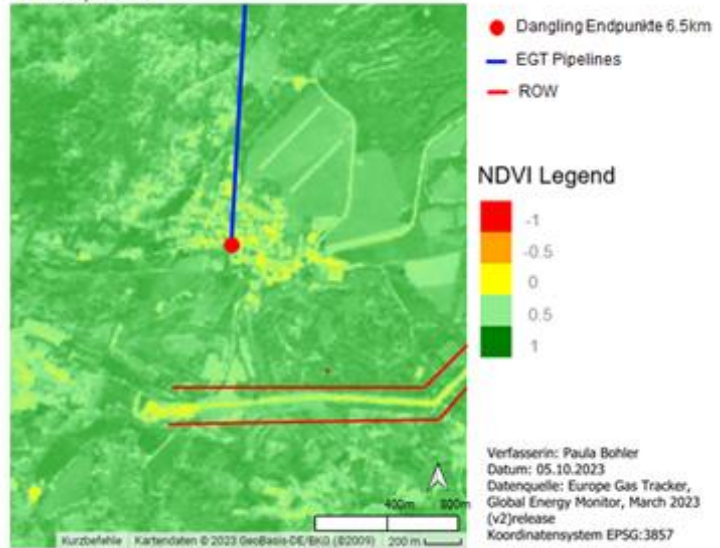 Dangling Endpunkte 6.5km
EGT Pipelines
ROW
NDVI Legend
-1
-0.5
0
0.5
1
Verfasserin: Paula Bohler
Datum: 05.10.2023
Datenquelle: Europe Gas Tracker,
Global Energy Monitor, March 2023
(v2)release
Koordinatensystem EPSG:3857
400m 800m
Kurzbefehle Kartendaten © 2023 GeoBasis-DE/BKG (©2009) 200 m